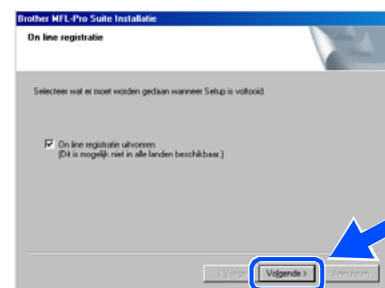 Brother MFL-Pro Suite Installatie
On line registratie
Selecteer wat er moet worden gedaan wanneer Setup is voltooid.
On line registratie uitvoeren
(Dit is mogelijk niet in alle landen beschikbaar.)
Volgende > Annuleren